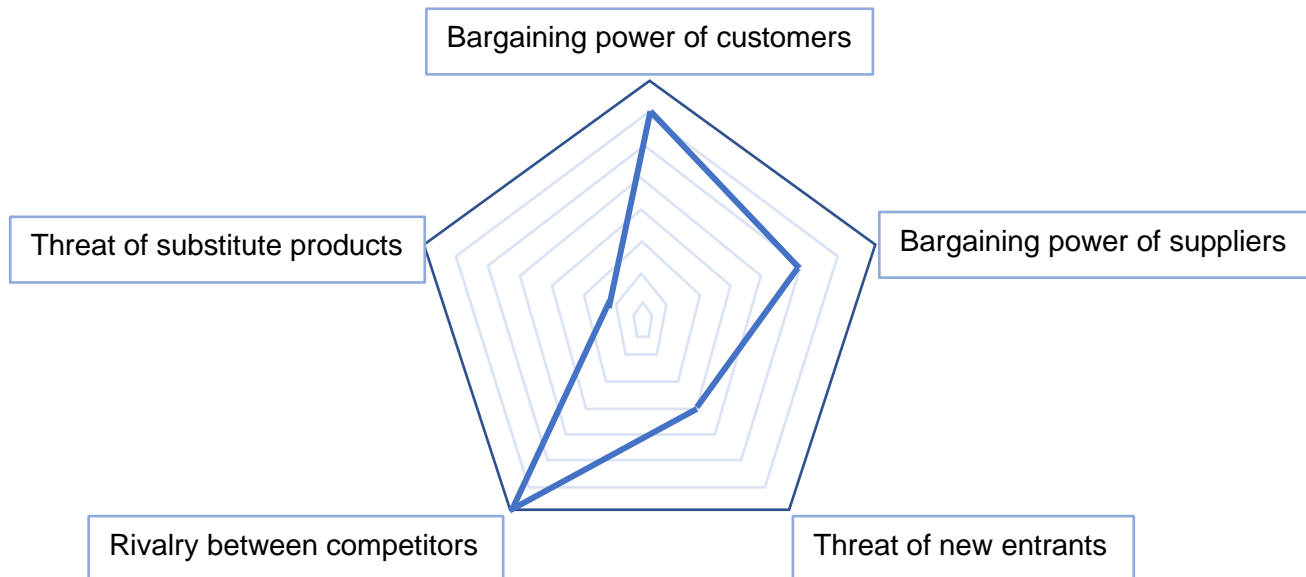 Bargaining power of customers
Threat of substitute products
Bargaining power of suppliers
Rivalry between competitors
Threat of new entrants